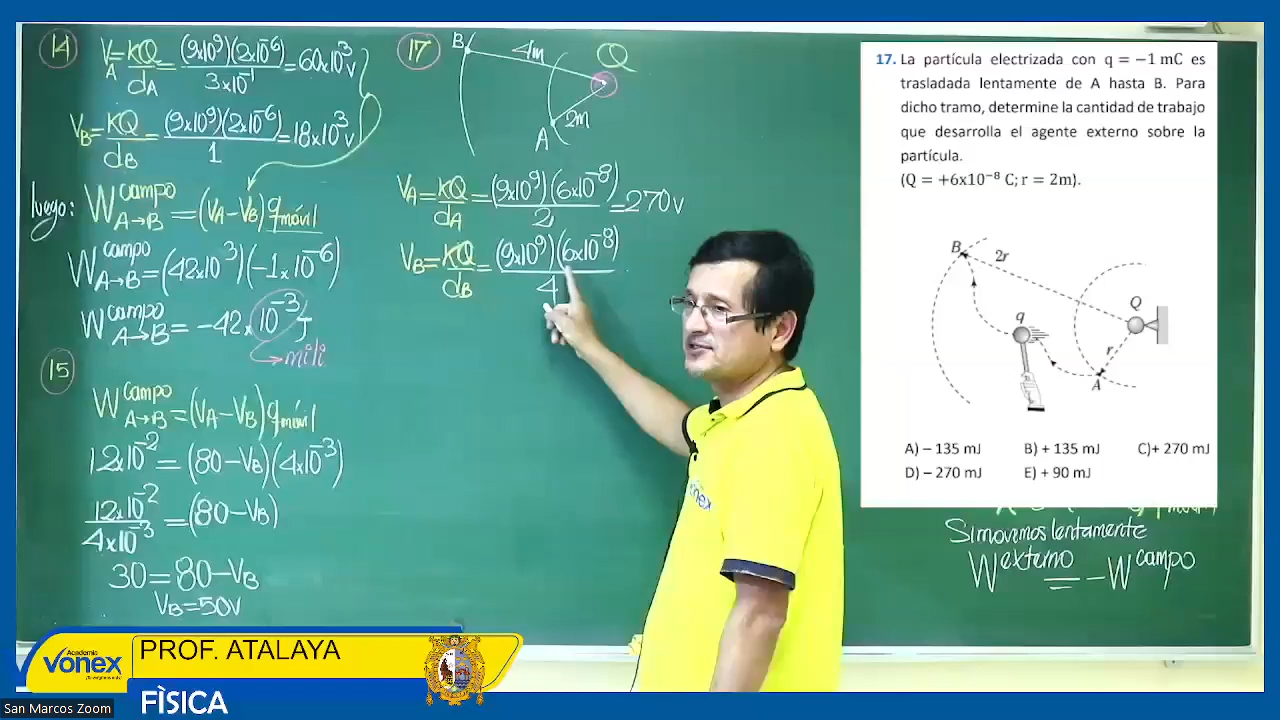 14
V_A = KQ/d_A = (9x10^9)(2x10^-6)/3x10^-1 = 60x10^3 v
V_B = KQ/d_B = (9x10^9)(2x10^-6)/1 = 18x10^3 v
luego: W^campo_A→B = (V_A - V_B) q móvil
W^campo_A→B = (42x10^3)(-1x10^-6)
W^campo_A→B = -42x10^-3 J
mili
15
W^campo_A→B = (V_A - V_B) q móvil
12x10^-2 = (80 - V_B)(4x10^-3)
12x10^-2/4x10^-3 = (80 - V_B)
30 = 80 - V_B
V_B = 50V
17
B
4m
Q
A
2m
V_A = KQ/d_A = (9x10^9)(6x10^-8)/2 = 270 v
V_B = KQ/d_B = (9x10^9)(6x10^-8)/4
17. La partícula electrizada con q = −1 mC es
trasladada lentamente de A hasta B. Para
dicho tramo, determine la cantidad de trabajo
que desarrolla el agente externo sobre la
partícula.
(Q = +6x10^−8 C; r = 2m).
B
2r
q
Q
r
A
A) – 135 mJ B) + 135 mJ C)+ 270 mJ
D) – 270 mJ E) + 90 mJ
Si movemos lentamente
W^externo = -W^campo
vonex
Academia
vonex
PROF. ATALAYA
FÌSICA
San Marcos Zoom